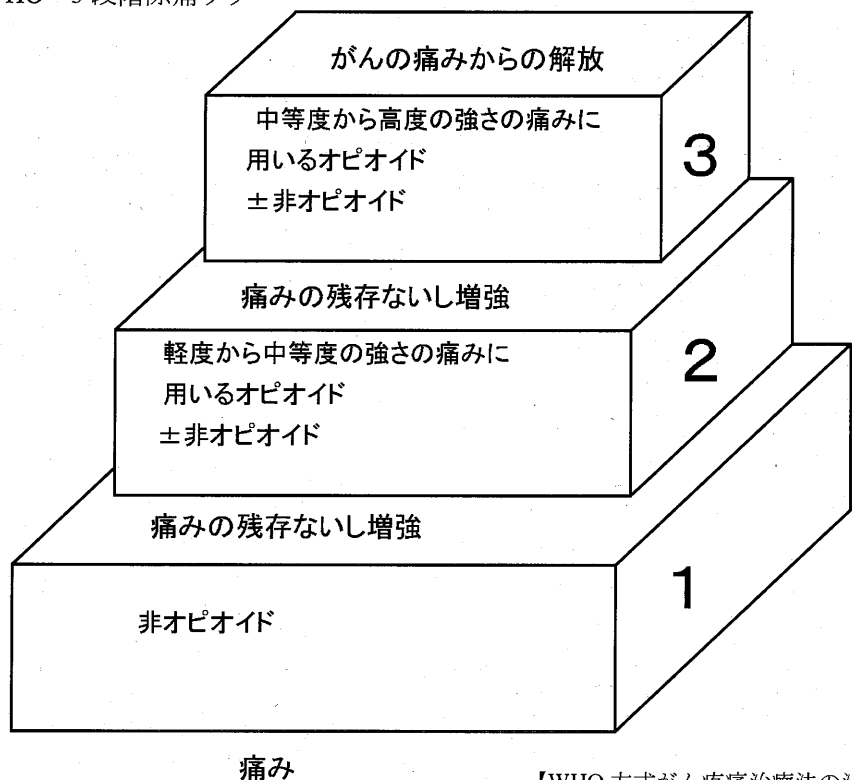 がんの痛みからの解放
中等度から高度の強さの痛みに
用いるオピオイド
±非オピオイド
3
痛みの残存ないし増強
軽度から中等度の強さの痛みに
用いるオピオイド
±非オピオイド
2
痛みの残存ないし増強
非オピオイド
1
痛み